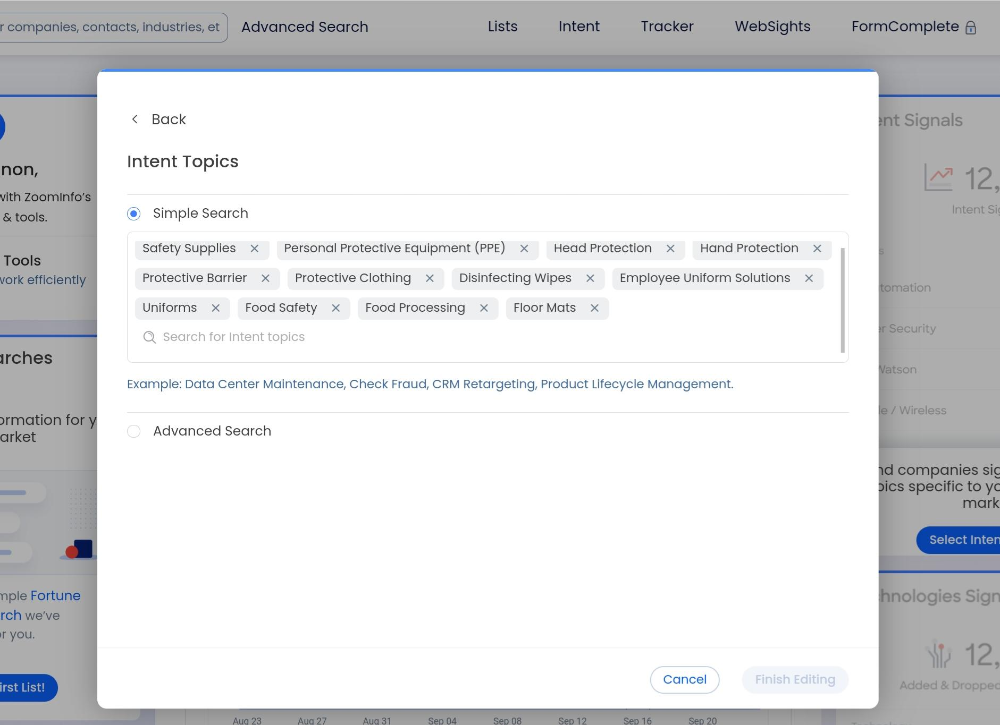 r companies, contacts, industries, et Advanced Search Lists Intent Tracker WebSights FormComplete
Back
Intent Topics
Simple Search
Safety Supplies Personal Protective Equipment (PPE) Head Protection Hand Protection
Protective Barrier Protective Clothing Disinfecting Wipes Employee Uniform Solutions
Uniforms Food Safety Food Processing Floor Mats
Search for Intent topics
Example: Data Center Maintenance, Check Fraud, CRM Retargeting, Product Lifecycle Management.
Advanced Search
Cancel Finish Editing
non,
with ZoomInfo’s
& tools.
Tools
work efficiently
arches
ormation for y
arket
mple Fortune
rch we’ve
or you.
irst List!
ent Signals
12,
Intent Sig
s
tomation
er Security
Watson
le / Wireless
nd companies sig
pics specific to yo
mark
Select Inten
chnologies Sign
12,
Added & Dropped
Aug 23 Aug 27 Aug 31 Sep 04 Sep 08 Sep 12 Sep 16 Sep 20